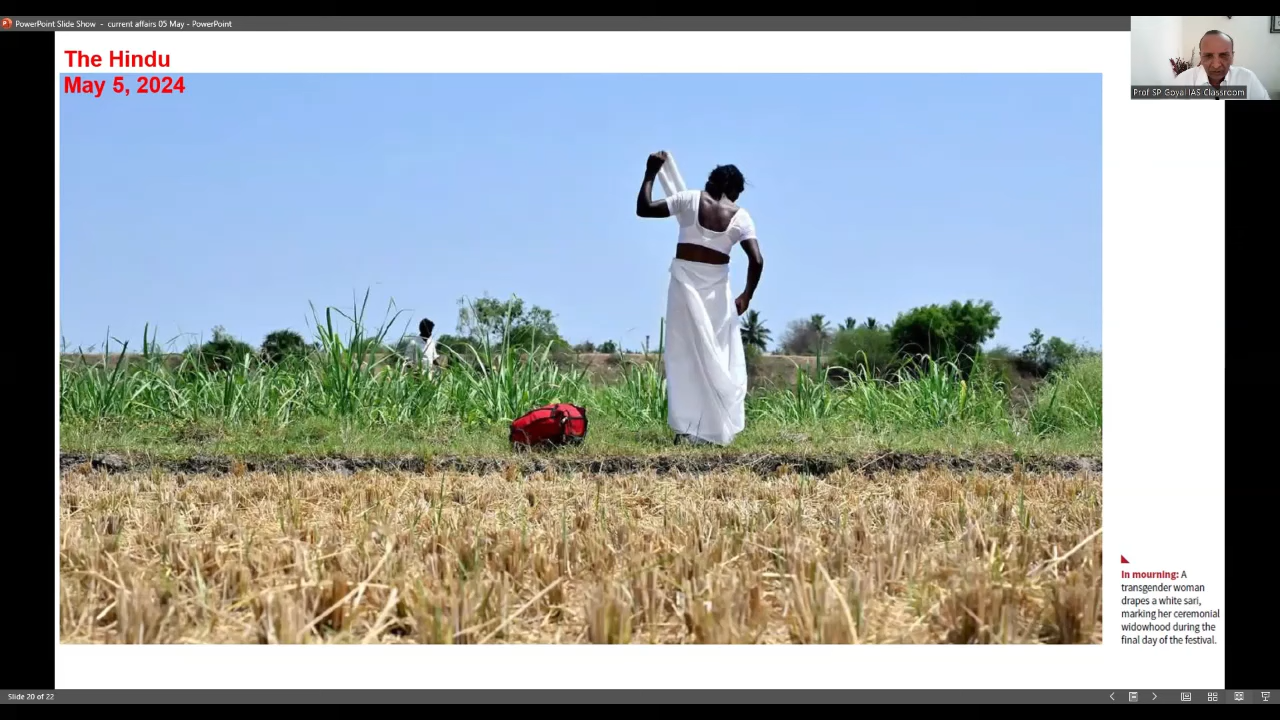 PowerPoint Slide Show - current affairs 05 May - PowerPoint
The Hindu
May 5, 2024
Prof SP Goyal IAS Classroom
In mourning: A
transgender woman
drapes a white sari,
marking her ceremonial
widowhood during the
final day of the festival.
Slide 20 of 22